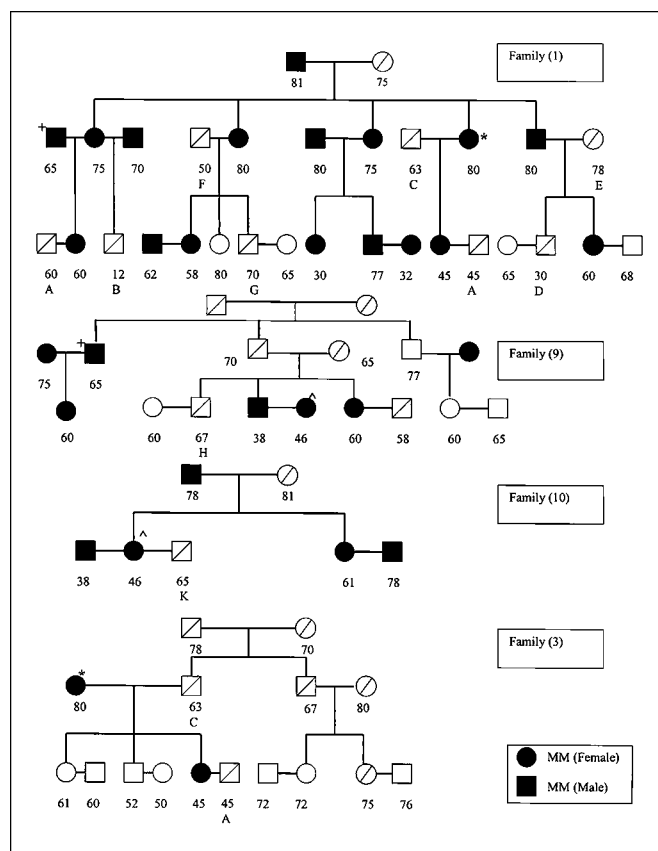 Family (1)
81 75
+ *
65 75 70 50 80 80 75 63 80 80 78
F C E
60 60 12 62 58 80 70 65 30 77 32 45 45 65 30 60 68
A B G A D
Family (9)
+
75 65 70 65 77
^
60 60 67 38 46 60 58 60 65
H
Family (10)
78 81
^
38 46 65 61 78
K
Family (3)
78 70
*
80 63 67 80
C
61 60 52 50 45 45 72 72 75 76
A
MM (Female)
MM (Male)